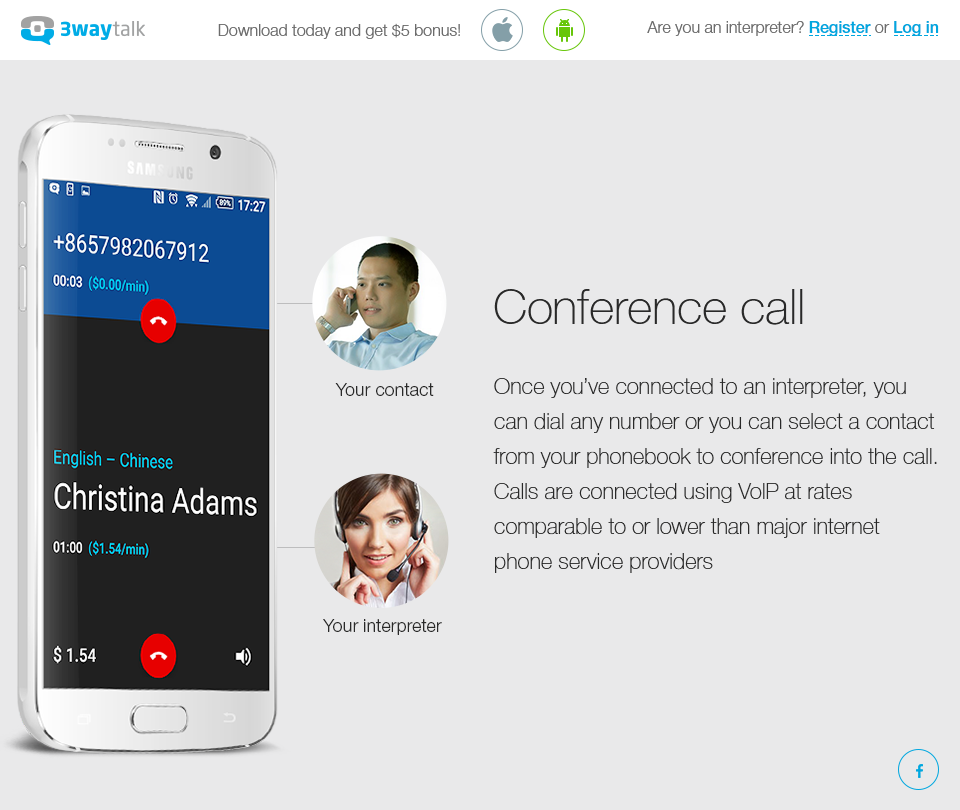 3waytalk
Download today and get $5 bonus!
Are you an interpreter? Register or Log in
SAMSUNG
89% 17:27
+8657982067912
00:03 ($0.00/min)
Your contact
English – Chinese
Christina Adams
01:00 ($1.54/min)
Your interpreter
$ 1.54
Conference call
Once you’ve connected to an interpreter, you
can dial any number or you can select a contact
from your phonebook to conference into the call.
Calls are connected using VoIP at rates
comparable to or lower than major internet
phone service providers
f